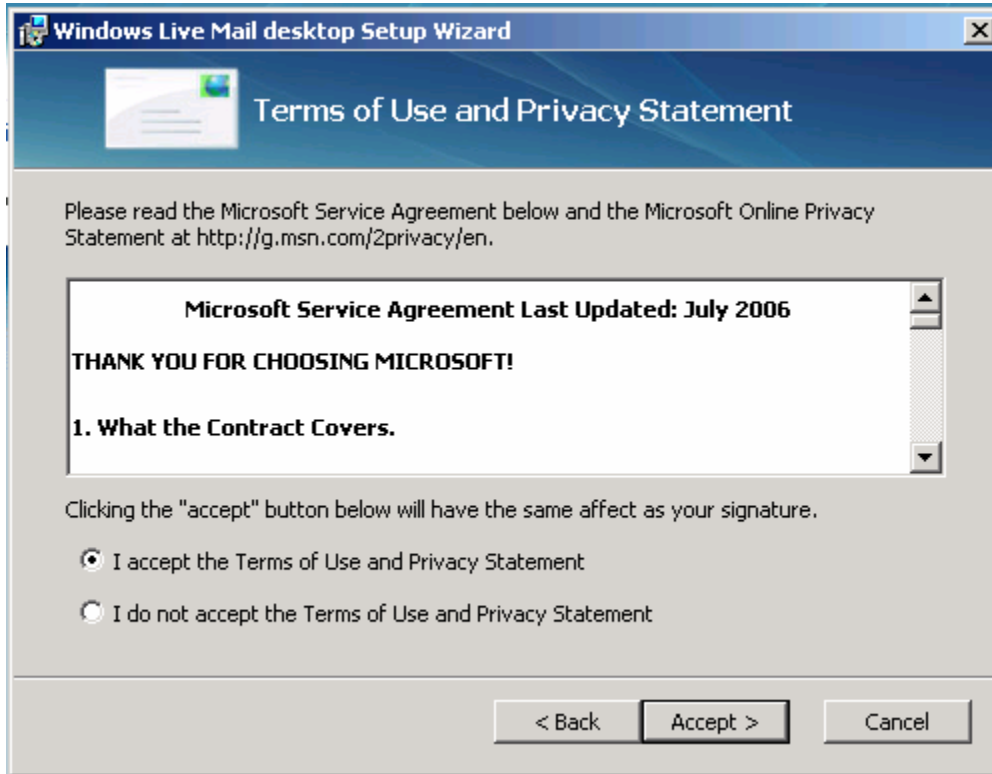 Windows Live Mail desktop Setup Wizard
Terms of Use and Privacy Statement
Please read the Microsoft Service Agreement below and the Microsoft Online Privacy
Statement at http://g.msn.com/2privacy/en.
Microsoft Service Agreement Last Updated: July 2006
THANK YOU FOR CHOOSING MICROSOFT!
1. What the Contract Covers.
Clicking the "accept" button below will have the same affect as your signature.
I accept the Terms of Use and Privacy Statement
I do not accept the Terms of Use and Privacy Statement
< Back
Accept >
Cancel